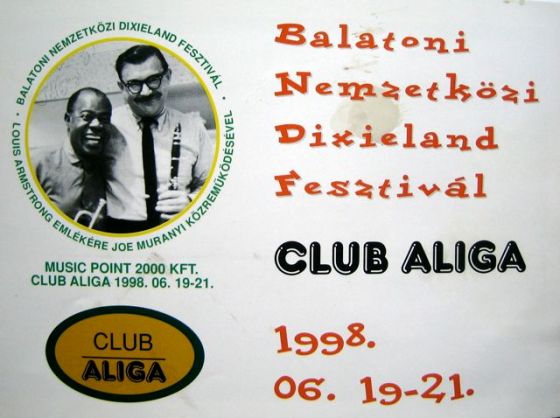 BALATONI NEMZETKÖZI DIXIELAND FESZTIVÁL
LOUIS ARMSTRONG EMLÉKÉRE JOE MURANYI KÖZREMŰKÖDÉSÉVEL
MUSIC POINT 2000 KFT.
CLUB ALIGA 1998. 06. 19-21.
CLUB
ALIGA
Balatoni
Nemzetközi
Dixieland
Fesztivál
CLUB ALIGA
1998.
06. 19-21.